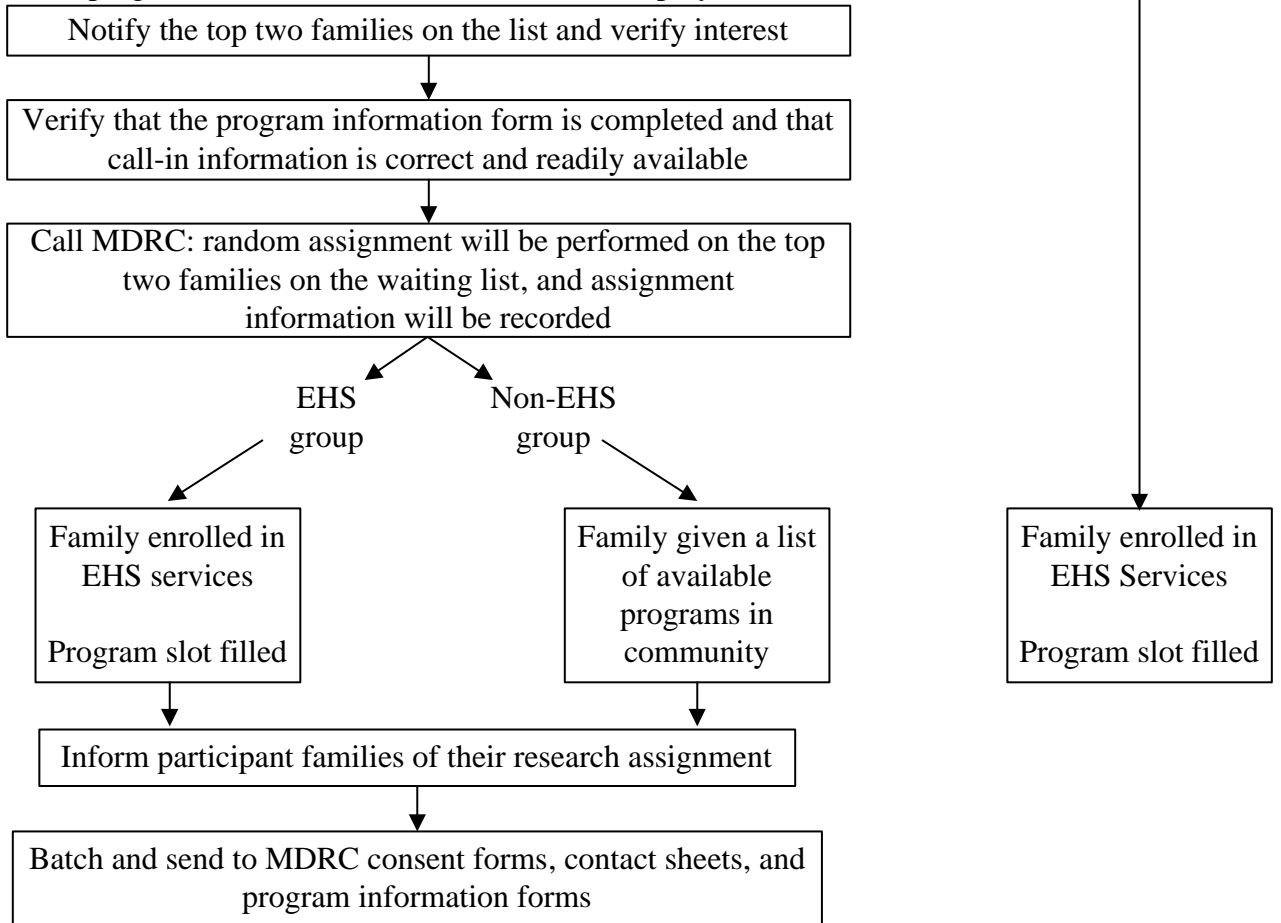 Notify the top two families on the list and verify interest
Verify that the program information form is completed and that
call-in information is correct and readily available
Call MDRC: random assignment will be performed on the top
two families on the waiting list, and assignment
information will be recorded
EHS
group
Non-EHS
group
Family enrolled in
EHS services
Program slot filled
Family given a list
of available
programs in
community
Family enrolled in
EHS Services
Program slot filled
Inform participant families of their research assignment
Batch and send to MDRC consent forms, contact sheets, and
program information forms